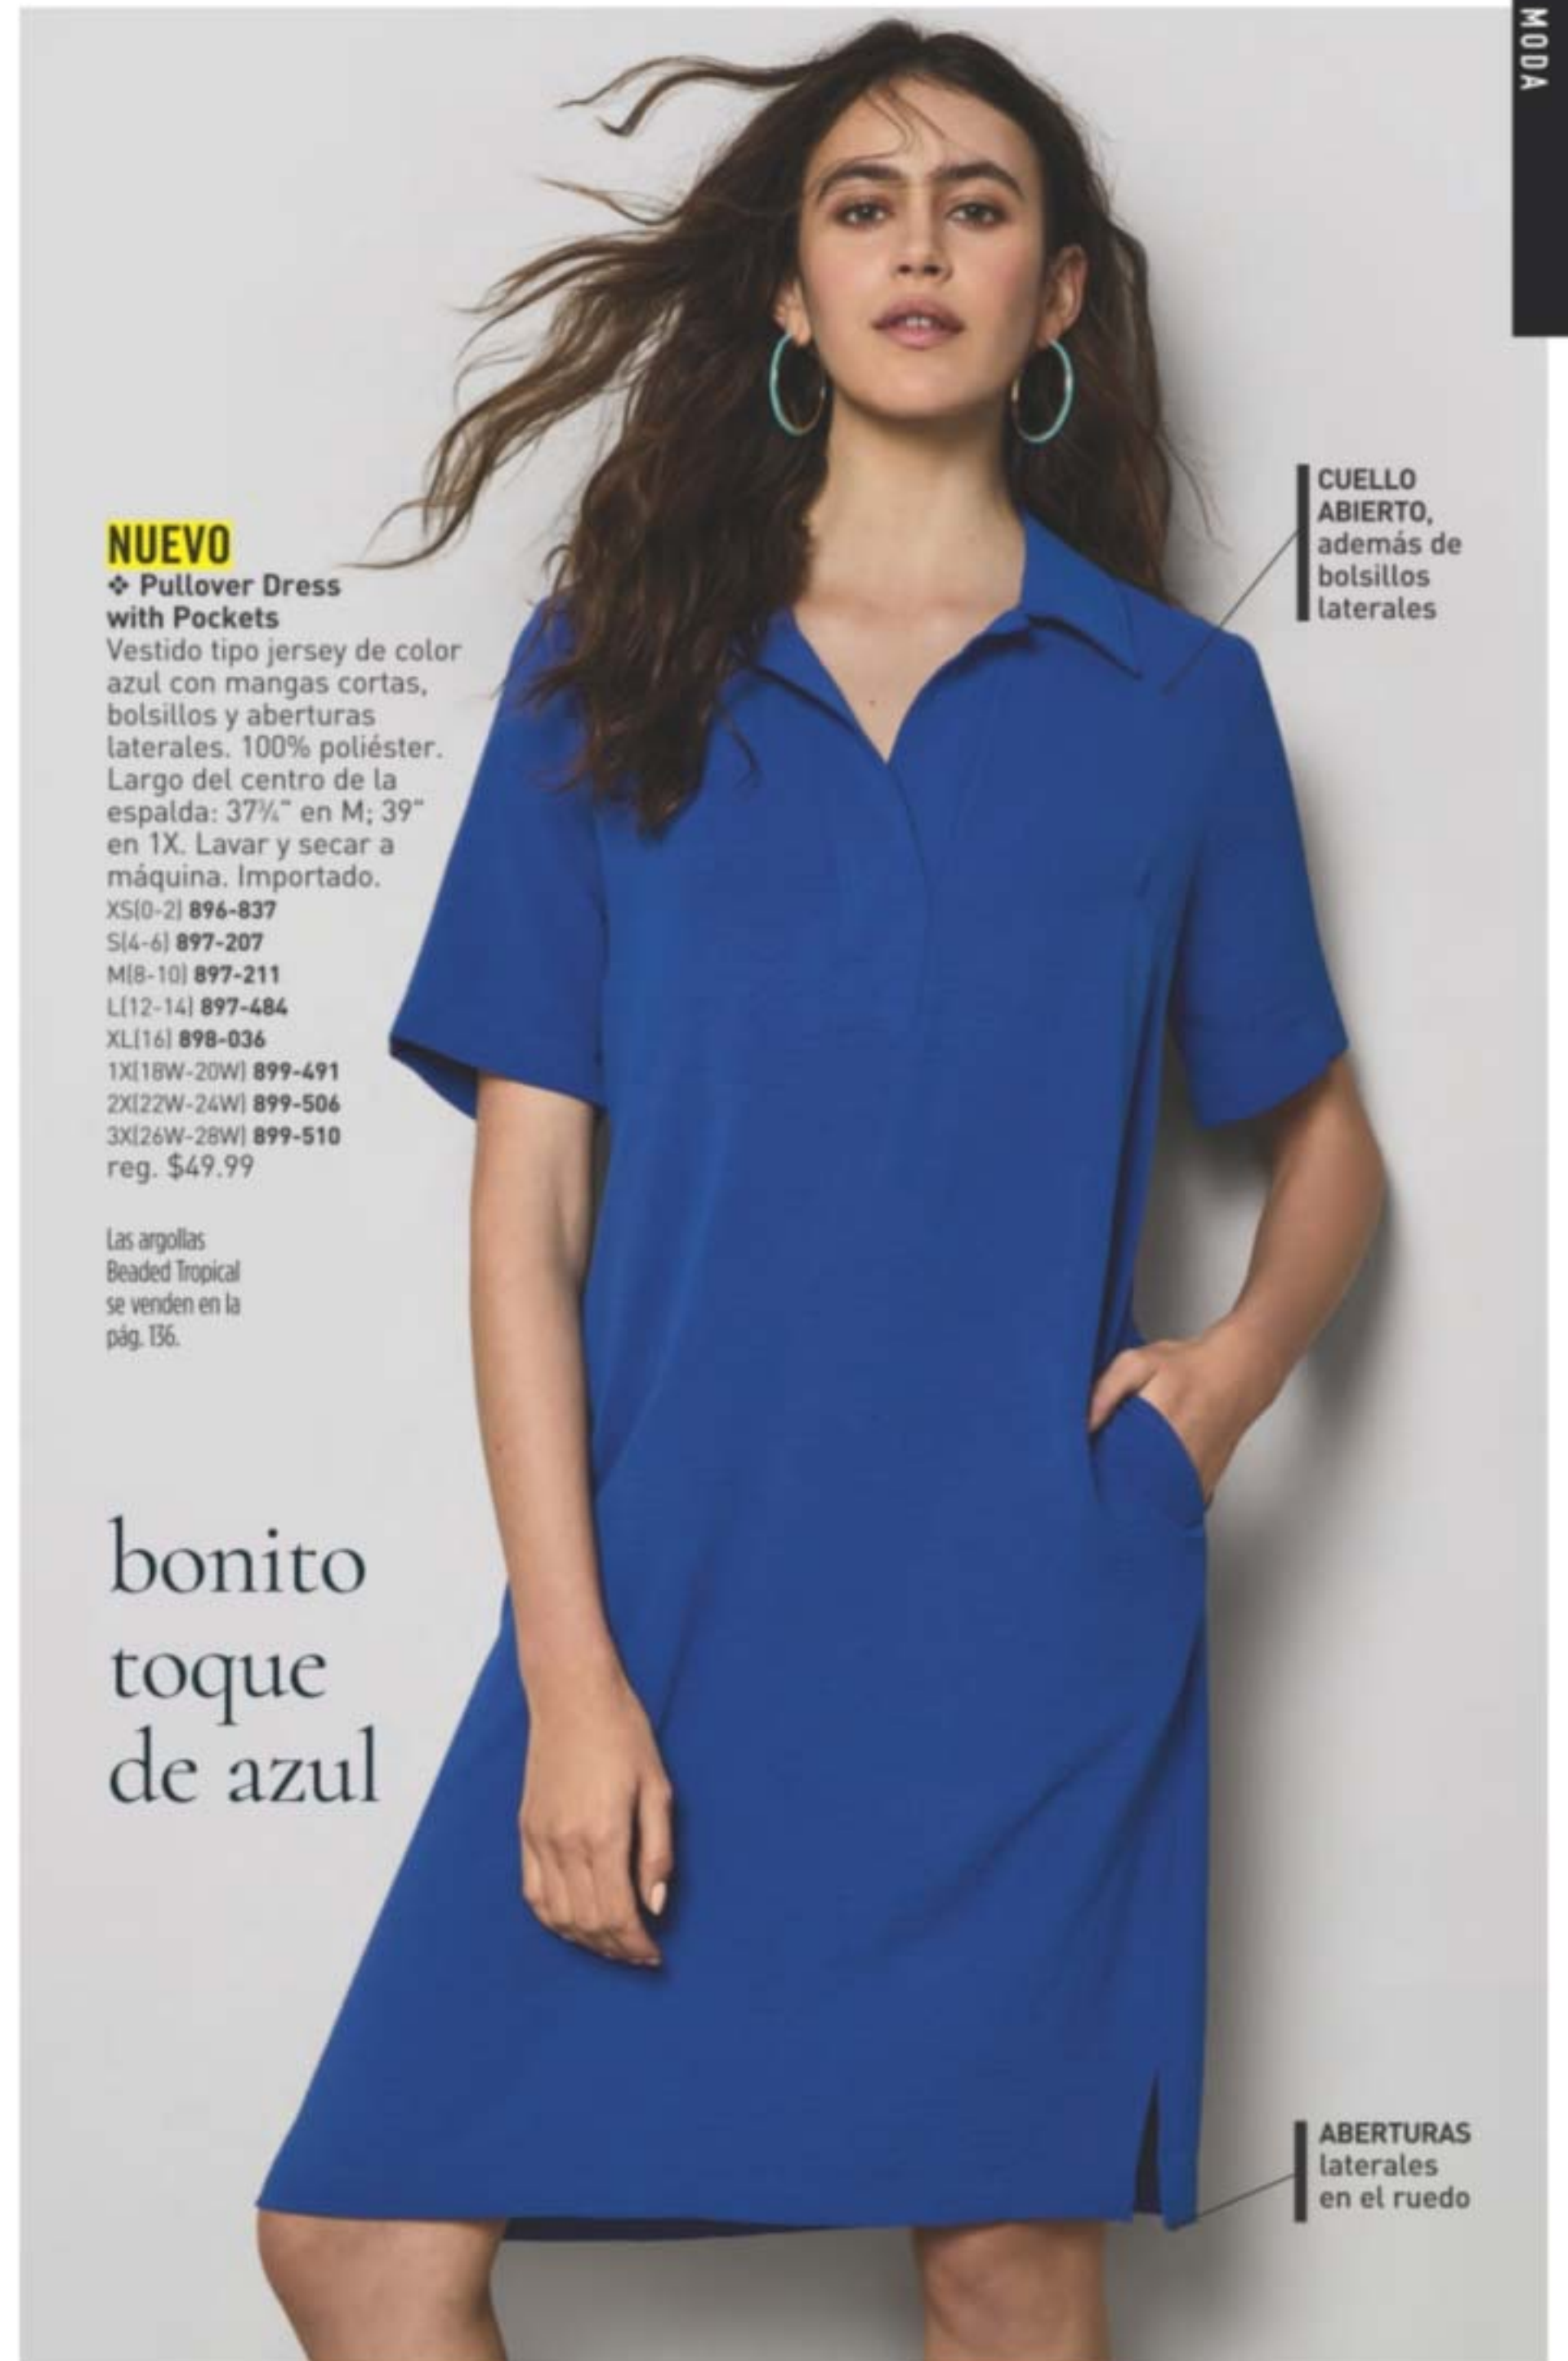 MODA
CUELLO
ABIERTO,
además de
bolsillos
laterales
NUEVO
❖ Pullover Dress
with Pockets
Vestido tipo jersey de color
azul con mangas cortas,
bolsillos y aberturas
laterales. 100% poliéster.
Largo del centro de la
espalda: 37¾" en M; 39"
en 1X. Lavar y secar a
máquina. Importado.
XS(0-2) 896-837
S(4-6) 897-207
M(8-10) 897-211
L(12-14) 897-484
XL(16) 898-036
1X(18W-20W) 899-491
2X(22W-24W) 899-506
3X(26W-28W) 899-510
reg. $49.99
Las argollas
Beaded Tropical
se venden en la
pág. 136.
bonito
toque
de azul
ABERTURAS
laterales
en el ruedo